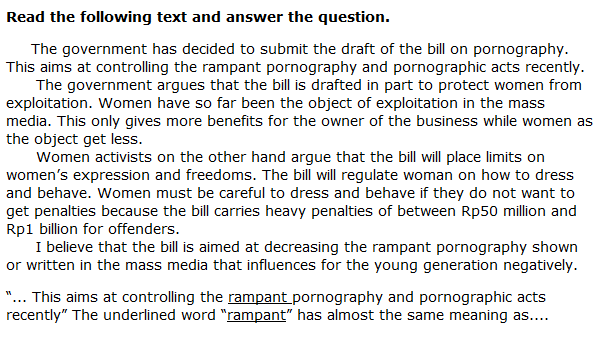 Read the following text and answer the question.
The government has decided to submit the draft of the bill on pornography.
This aims at controlling the rampant pornography and pornographic acts recently.
The government argues that the bill is drafted in part to protect women from
exploitation. Women have so far been the object of exploitation in the mass
media. This only gives more benefits for the owner of the business while women as
the object get less.
Women activists on the other hand argue that the bill will place limits on
women’s expression and freedoms. The bill will regulate woman on how to dress
and behave. Women must be careful to dress and behave if they do not want to
get penalties because the bill carries heavy penalties of between Rp50 million and
Rp1 billion for offenders.
I believe that the bill is aimed at decreasing the rampant pornography shown
or written in the mass media that influences for the young generation negatively.
“... This aims at controlling the rampant pornography and pornographic acts
recently” The underlined word “rampant” has almost the same meaning as....